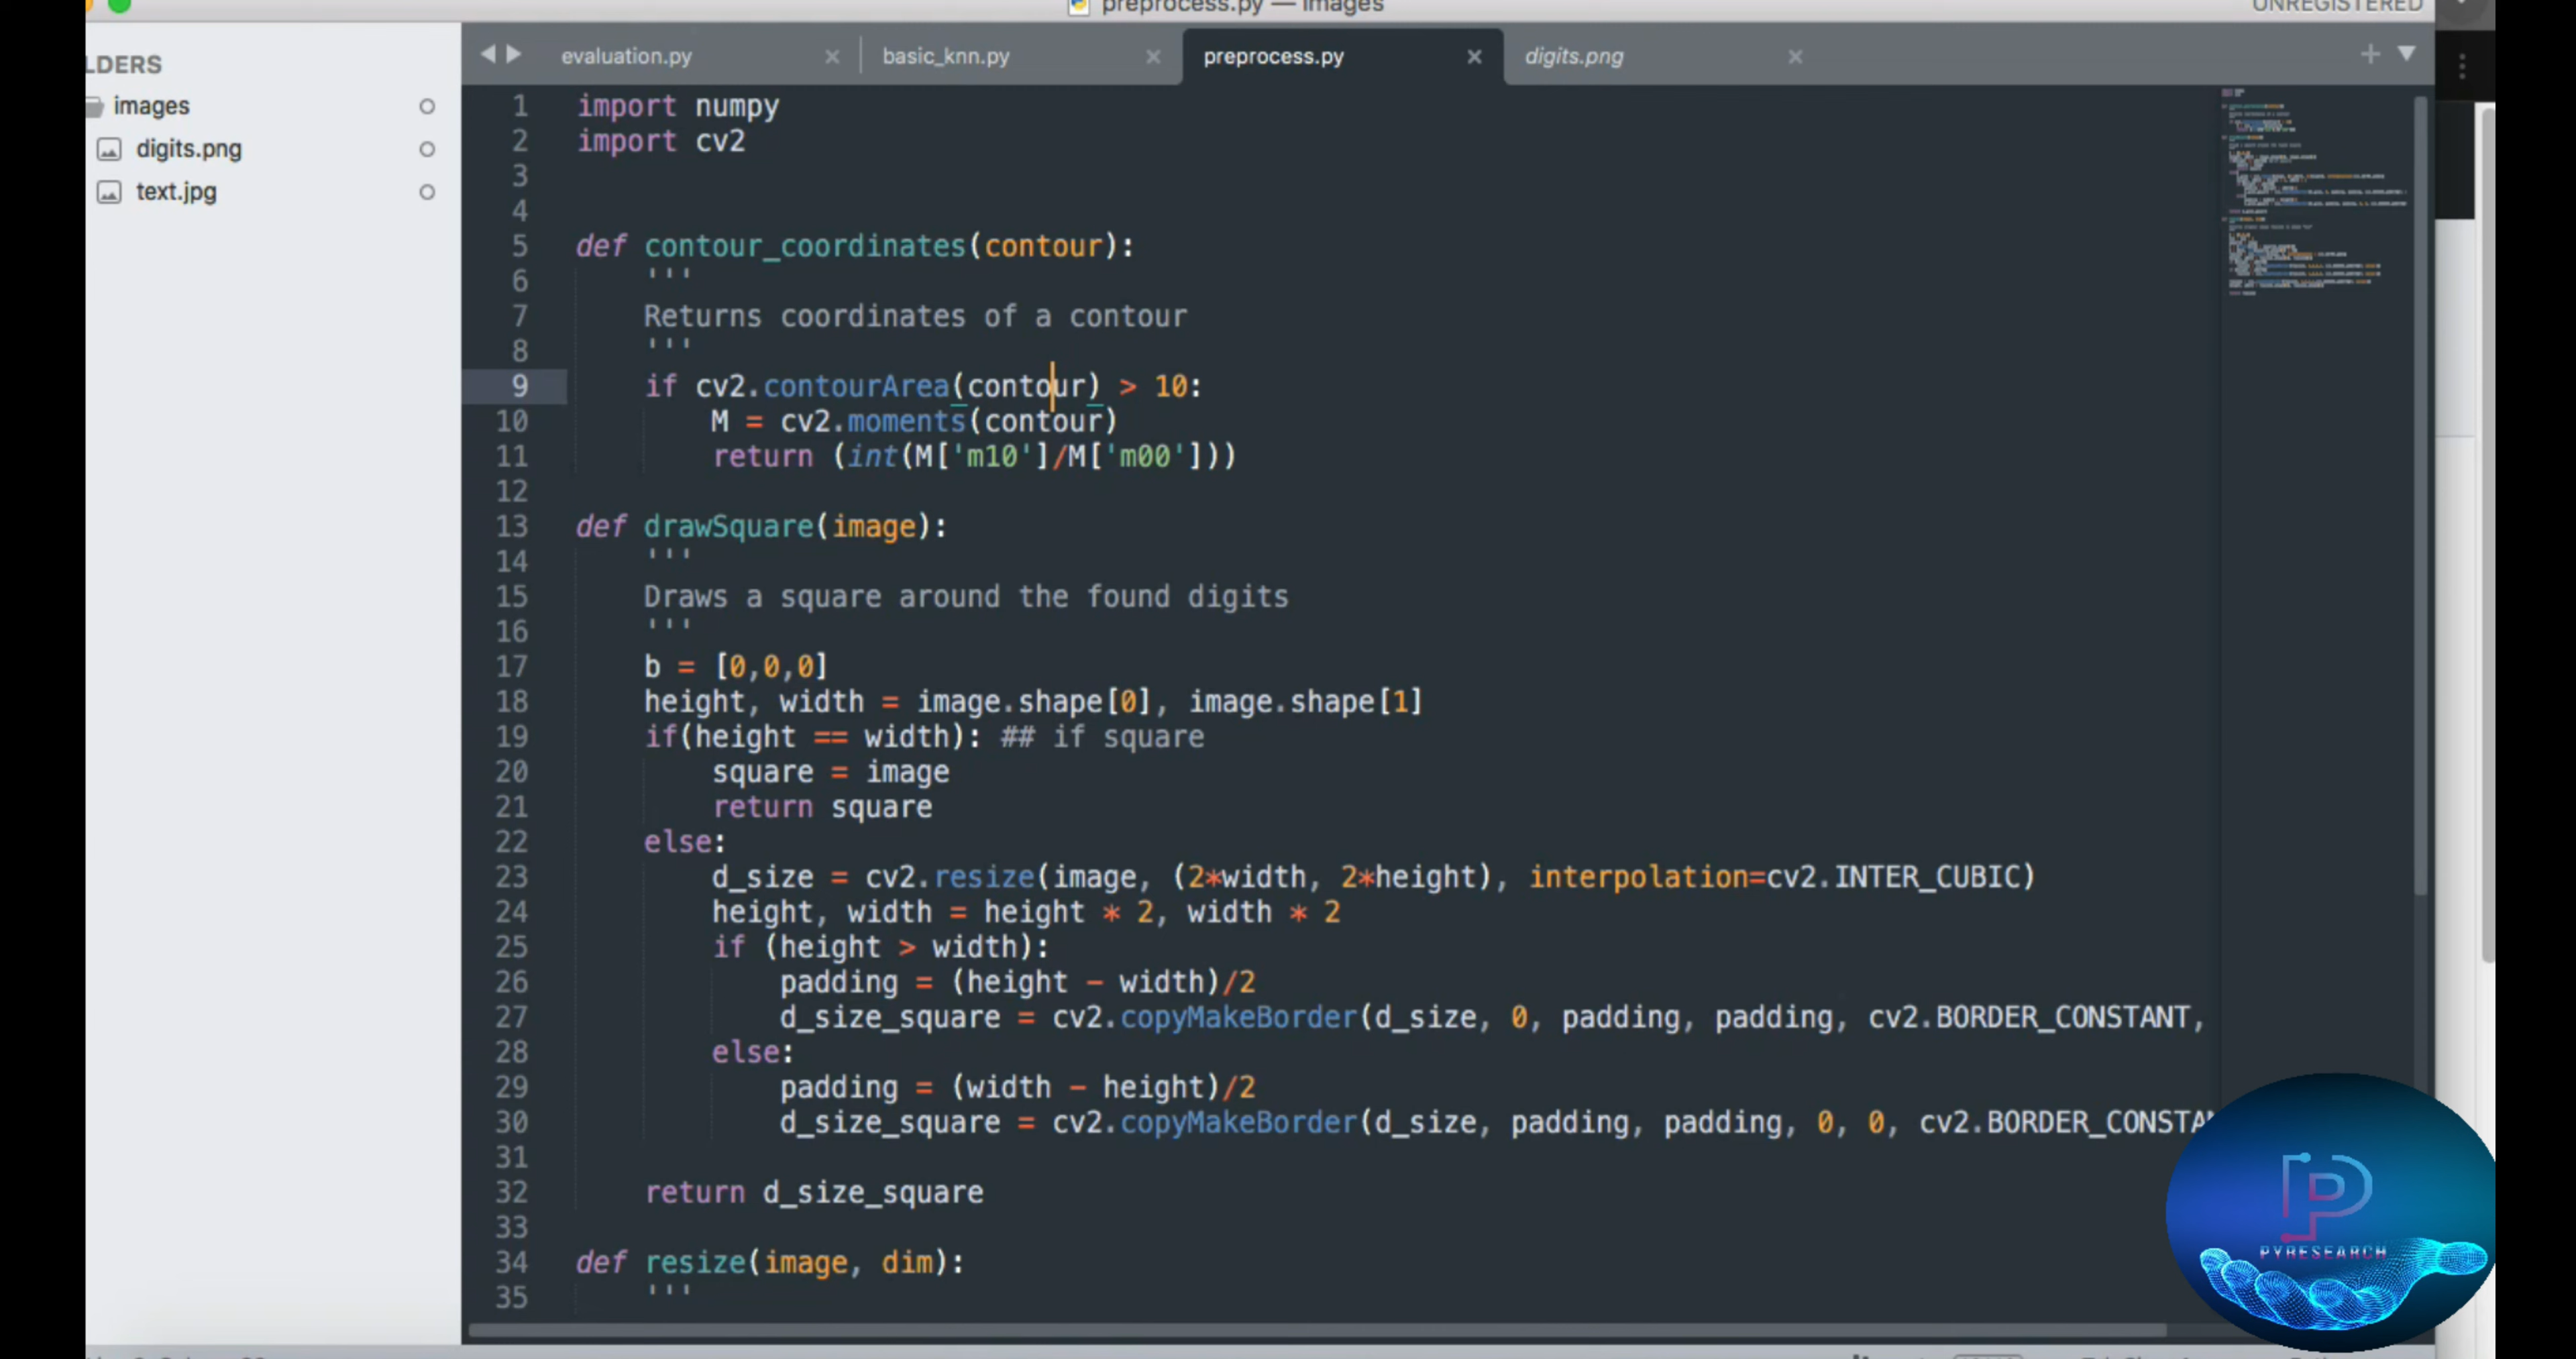 preprocess.py — images
UNREGISTERED
LDERS
images
digits.png
text.jpg
evaluation.py
basic_knn.py
preprocess.py
digits.png
1 import numpy
2 import cv2
3
4
5 def contour_coordinates(contour):
6     '''
7     Returns coordinates of a contour
8     '''
9     if cv2.contourArea(contour) > 10:
10         M = cv2.moments(contour)
11         return (int(M['m10']/M['m00']))
12
13 def drawSquare(image):
14     '''
15     Draws a square around the found digits
16     '''
17     b = [0,0,0]
18     height, width = image.shape[0], image.shape[1]
19     if(height == width): ## if square
20         square = image
21         return square
22     else:
23         d_size = cv2.resize(image, (2*width, 2*height), interpolation=cv2.INTER_CUBIC)
24         height, width = height * 2, width * 2
25         if (height > width):
26             padding = (height - width)/2
27             d_size_square = cv2.copyMakeBorder(d_size, 0, padding, padding, cv2.BORDER_CONSTANT,
28         else:
29             padding = (width - height)/2
30             d_size_square = cv2.copyMakeBorder(d_size, padding, padding, 0, 0, cv2.BORDER_CONSTA
31
32     return d_size_square
33
34 def resize(image, dim):
35     '''
PYRESEARCH